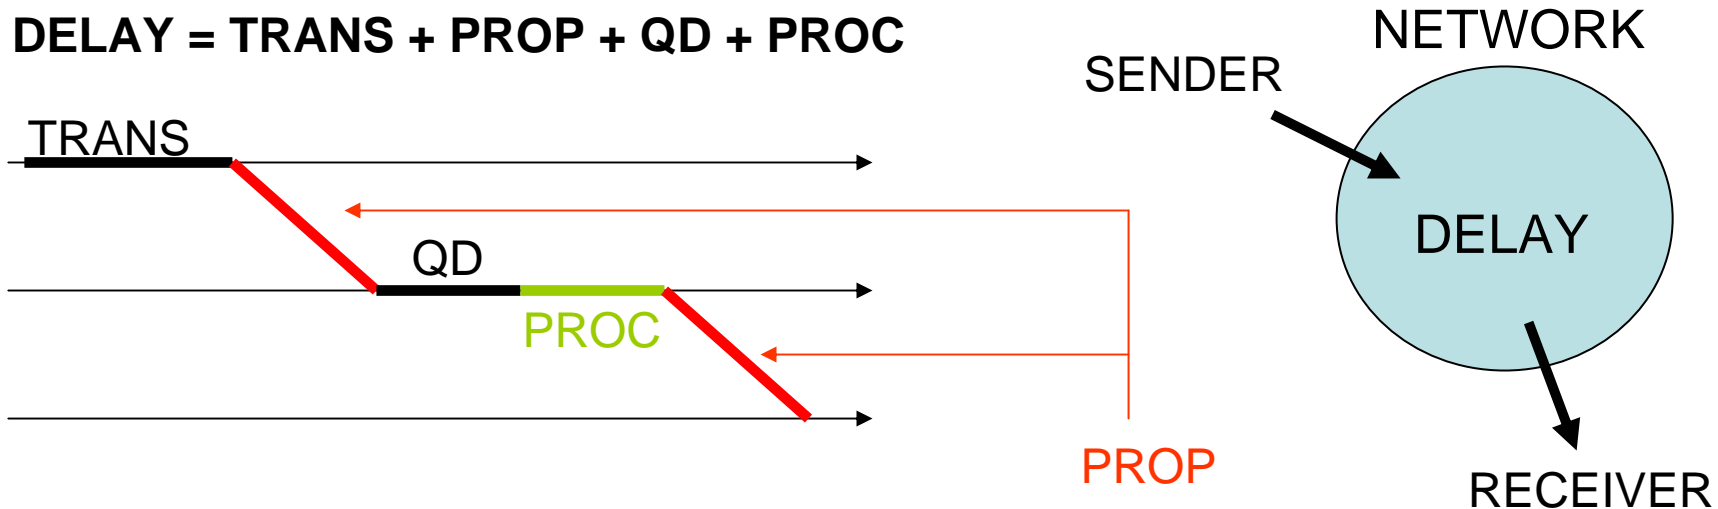 DELAY = TRANS + PROP + QD + PROC
NETWORK
SENDER
TRANS
QD
DELAY
PROC
PROP
RECEIVER